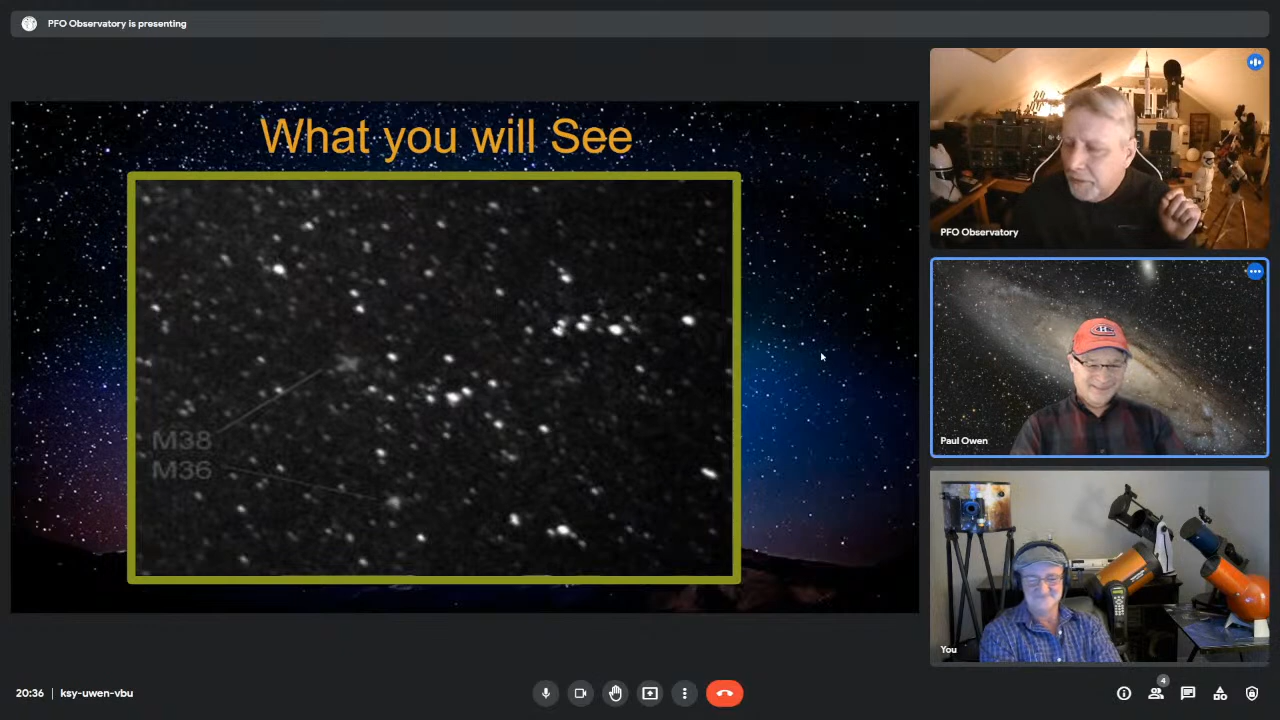 PFO Observatory is presenting
What you will See
M38
M36
PFO Observatory
Paul Owen
You
20:36 | ksy-uwen-vbu
4